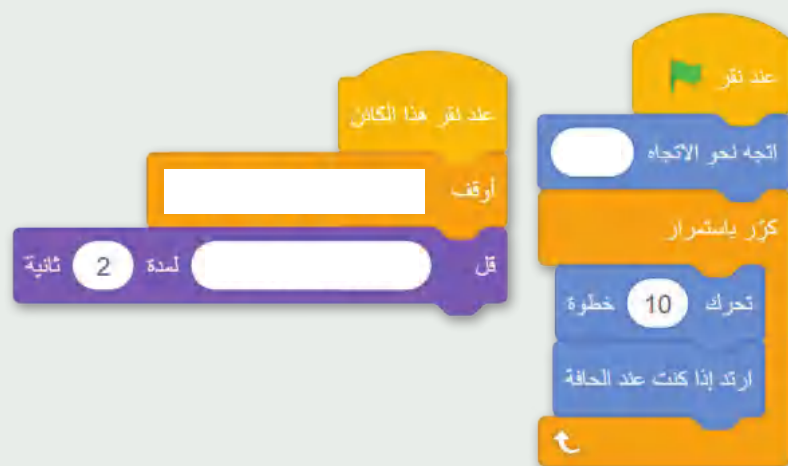 عند نقر
اتجه نحو الاتجاه
كرّر باستمرار
تحرك 10 خطوة
ارتد إذا كنت عند الحافة
عند نقر هذا الكائن
أوقف
قل لمدة 2 ثانية